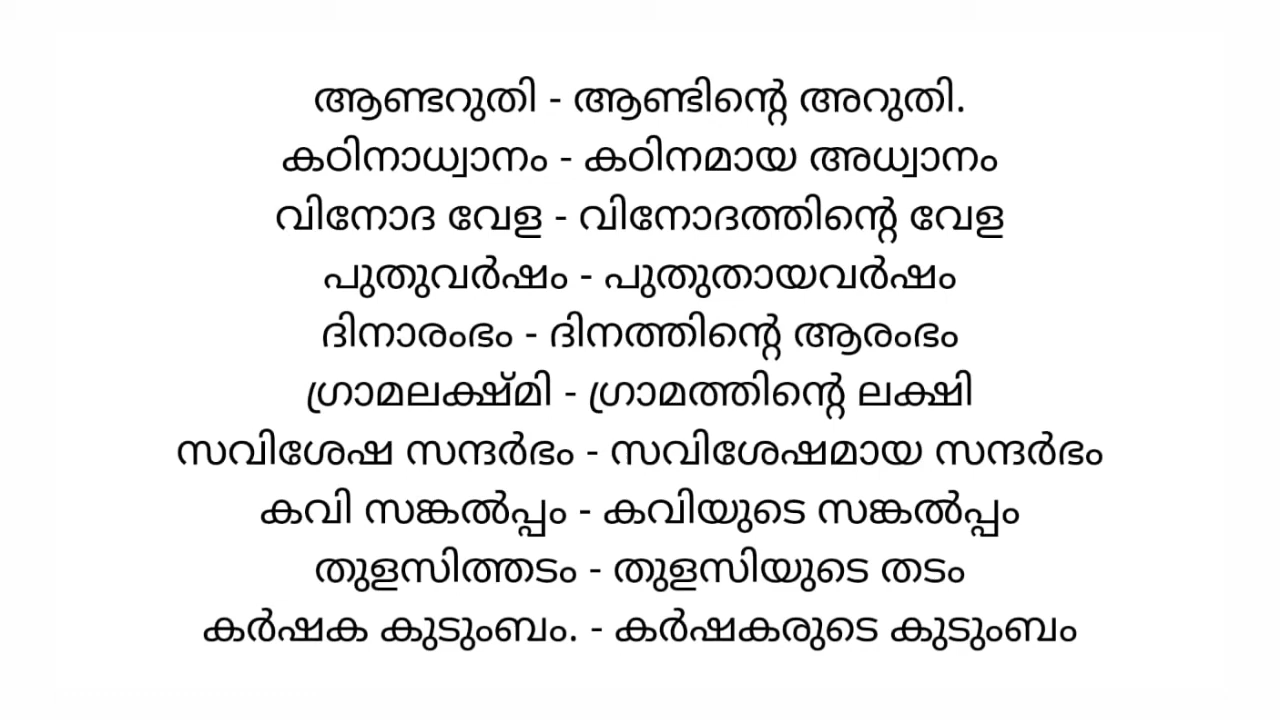 ആണ്ടറുതി - ആണ്ടിന്റെ അറുതി.
കഠിനാധ്വാനം - കഠിനമായ അധ്വാനം
വിനോദ വേള - വിനോദത്തിന്റെ വേള
പുതുവർഷം - പുതുതായവർഷം
ദിനാരംഭം - ദിനത്തിന്റെ ആരംഭം
ഗ്രാമലക്ഷ്മി - ഗ്രാമത്തിന്റെ ലക്ഷി
സവിശേഷ സന്ദർഭം - സവിശേഷമായ സന്ദർഭം
കവി സങ്കൽപ്പം - കവിയുടെ സങ്കൽപ്പം
തുളസിത്തടം - തുളസിയുടെ തടം
കർഷക കുടുംബം. - കർഷകരുടെ കുടുംബം